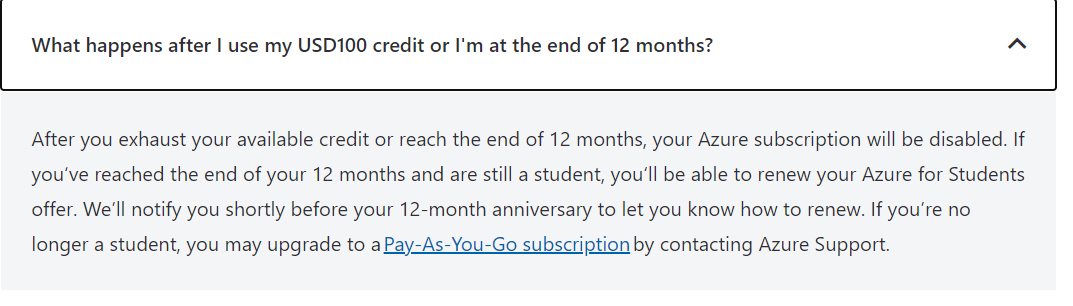 What happens after I use my USD100 credit or I'm at the end of 12 months?
After you exhaust your available credit or reach the end of 12 months, your Azure subscription will be disabled. If
you’ve reached the end of your 12 months and are still a student, you’ll be able to renew your Azure for Students
offer. We’ll notify you shortly before your 12-month anniversary to let you know how to renew. If you’re no
longer a student, you may upgrade to a Pay-As-You-Go subscription by contacting Azure Support.